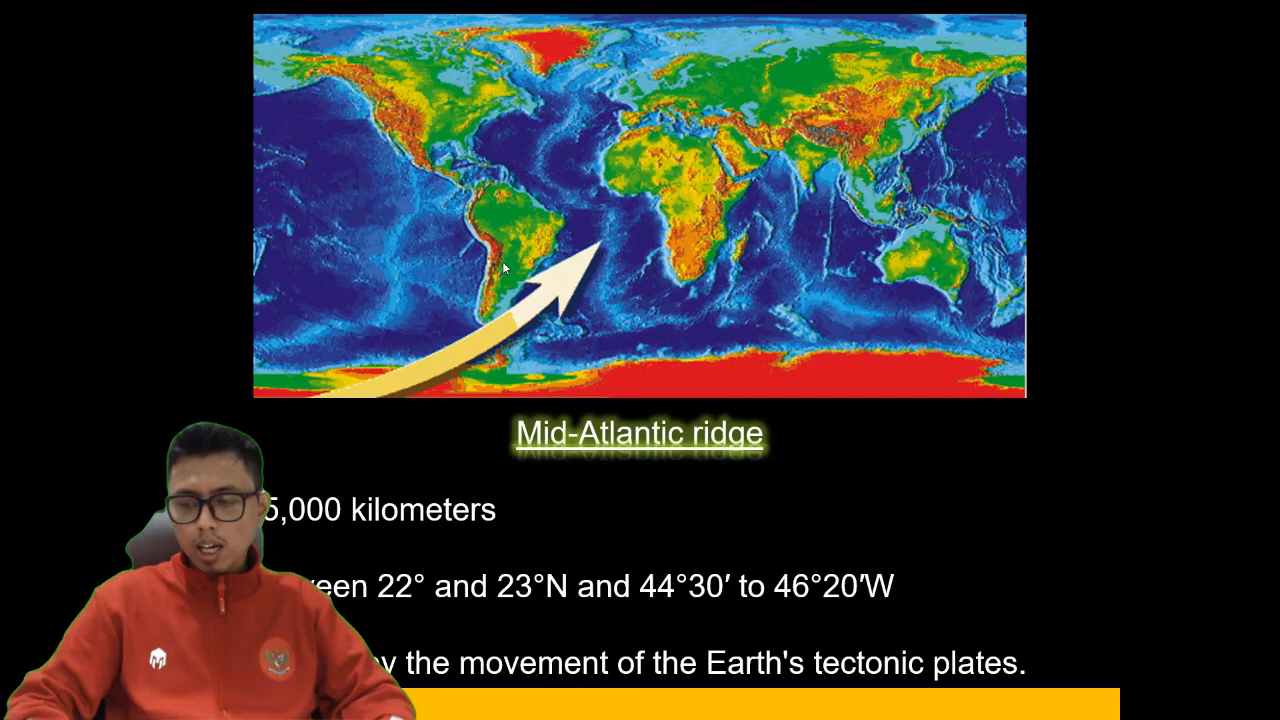 Mid-Atlantic ridge
5,000 kilometers
22° and 23°N and 44°30′ to 46°20′W
the movement of the Earth's tectonic plates.